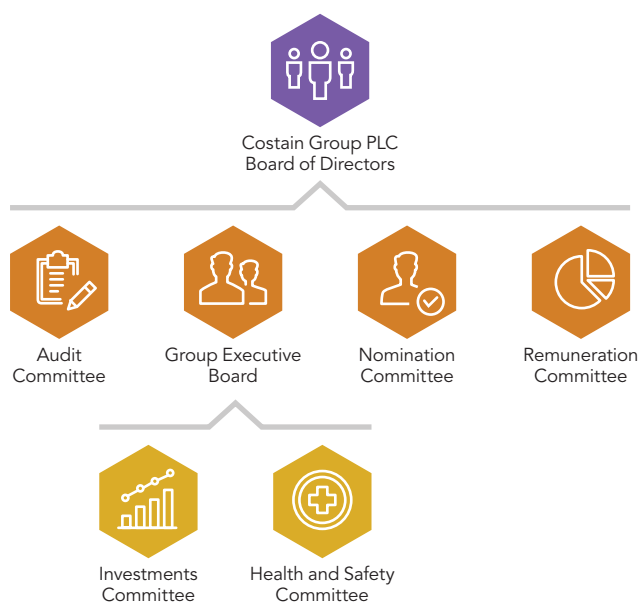 Costain Group PLC
Board of Directors
Audit
Committee
Group Executive
Board
Nomination
Committee
Remuneration
Committee
Investments
Committee
Health and Safety
Committee